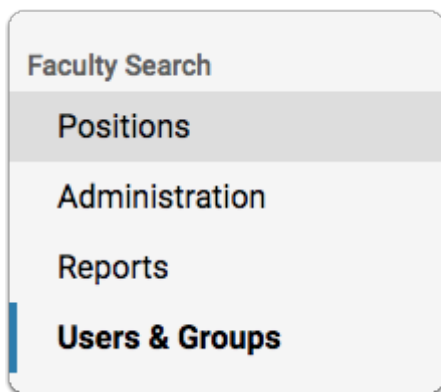 Faculty Search
Positions
Administration
Reports
Users & Groups